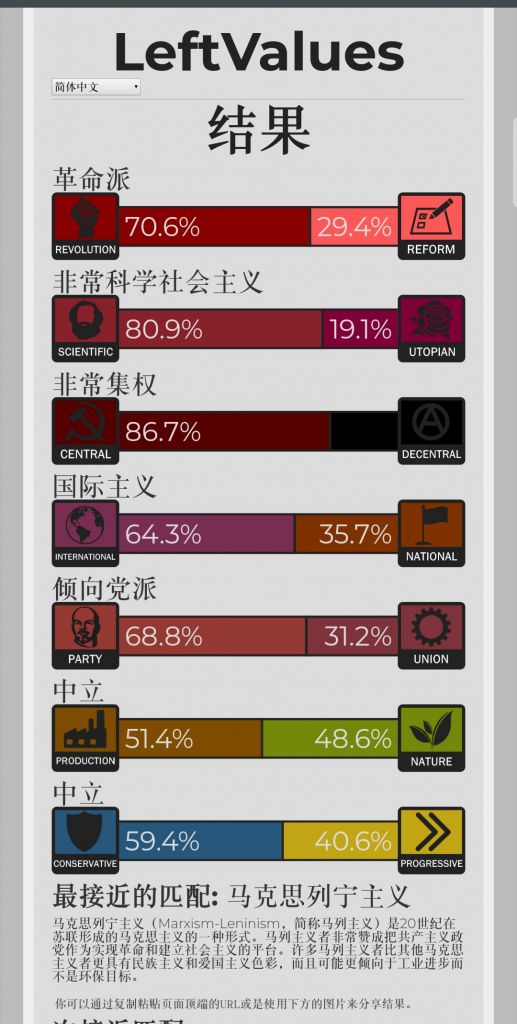 LeftValues
简体中文
结果
革命派
70.6% 29.4%
REVOLUTION REFORM
非常科学社会主义
80.9% 19.1%
SCIENTIFIC UTOPIAN
非常集权
86.7%
CENTRAL DECENTRAL
国际主义
64.3% 35.7%
INTERNATIONAL NATIONAL
倾向党派
68.8% 31.2%
PARTY UNION
中立
51.4% 48.6%
PRODUCTION NATURE
中立
59.4% 40.6%
CONSERVATIVE PROGRESSIVE
最接近的匹配: 马克思列宁主义
马克思列宁主义（Marxism-Leninism，简称马列主义）是20世纪在
苏联形成的马克思主义的一种形式。马列主义者非常赞成把共产主义政
党作为实现革命和建立社会主义的平台。许多马列主义者比其他马克思
主义者更具有民族主义和爱国主义色彩，而且可能更倾向于工业进步而
不是环保目标。
你可以通过复制粘贴页面顶端的URL或是使用下方的图片来分享结果。